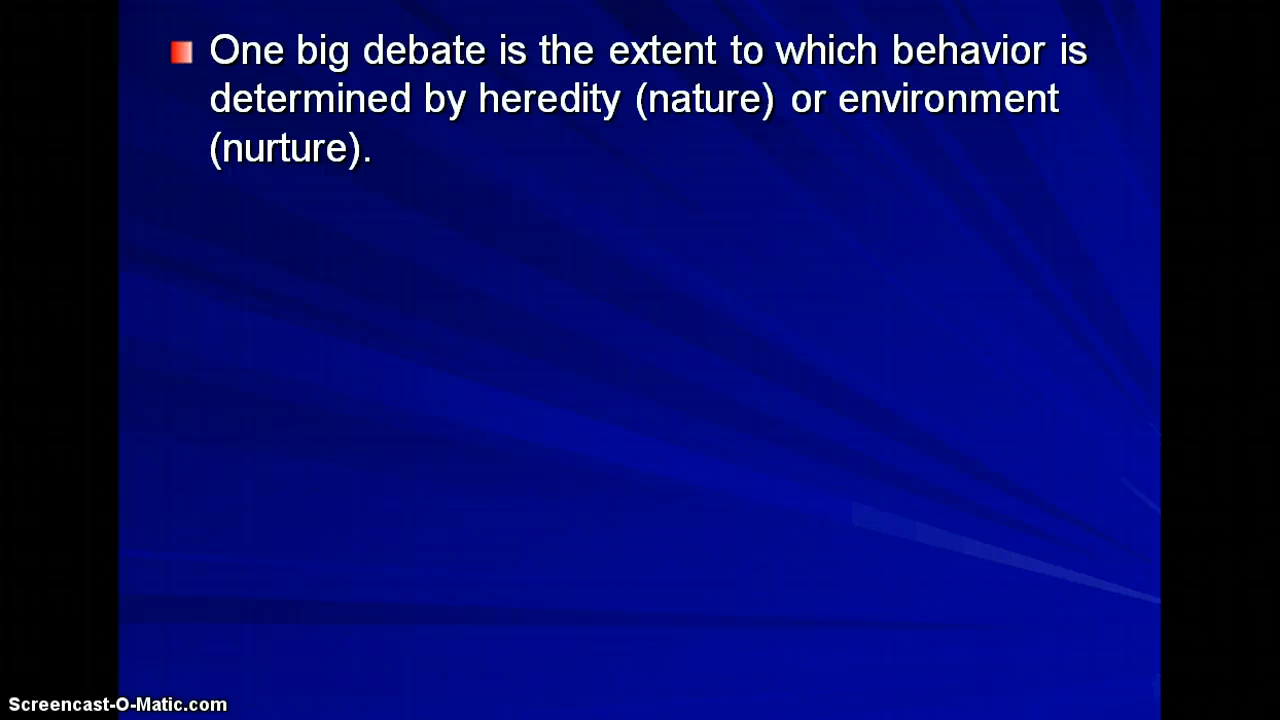 One big debate is the extent to which behavior is
determined by heredity (nature) or environment
(nurture).
Screencast-O-Matic.com